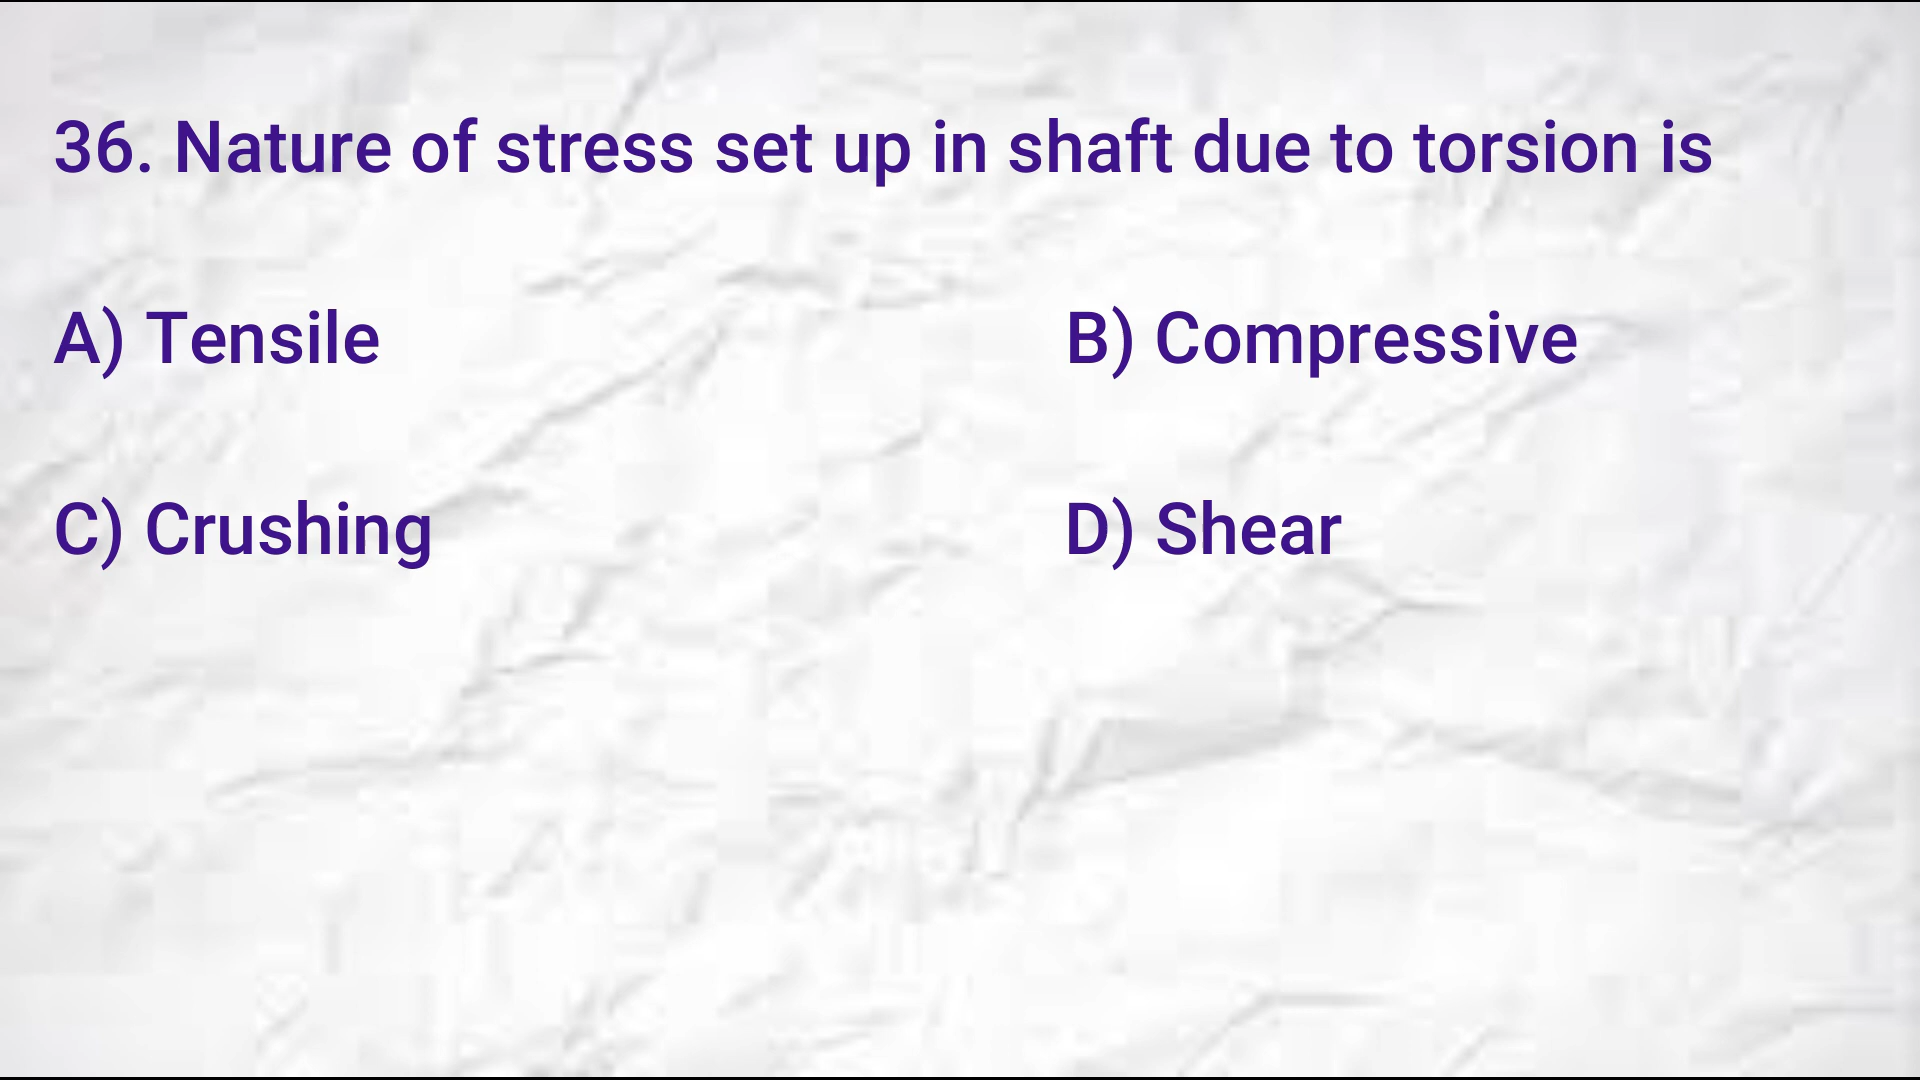 36. Nature of stress set up in shaft due to torsion is
A) Tensile
B) Compressive
C) Crushing
D) Shear